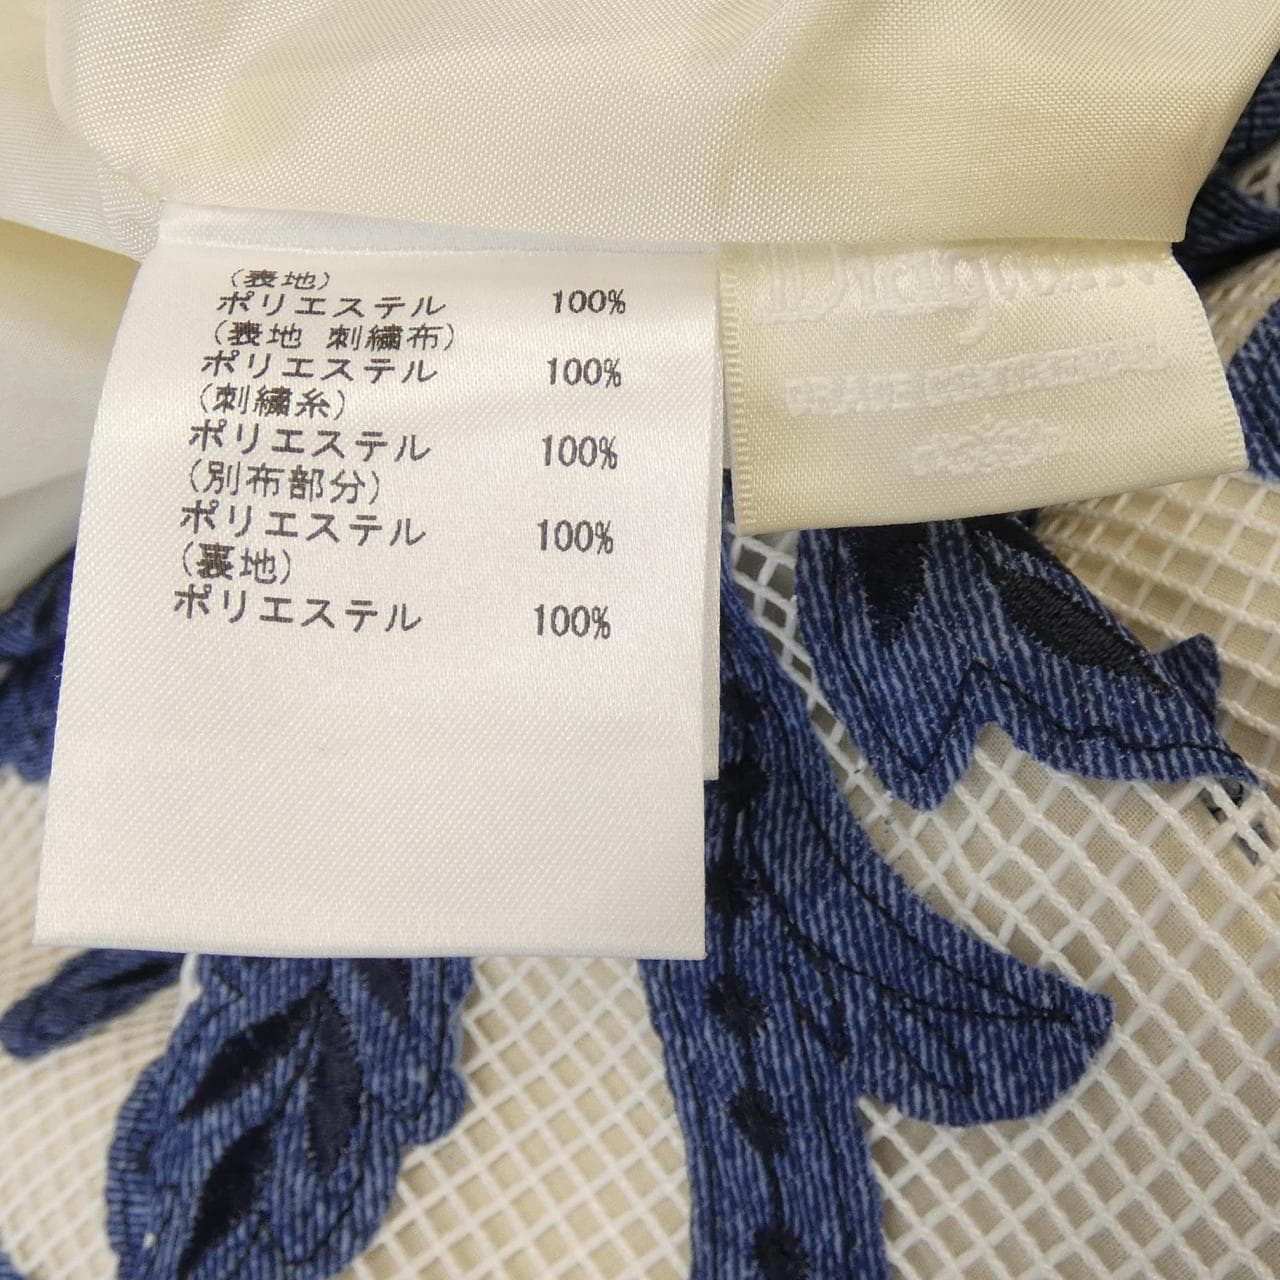 (表地)
ポリエステル 100%
(表地 刺繍布)
ポリエステル 100%
(刺繍糸)
ポリエステル 100%
(別布部分)
ポリエステル 100%
(裏地)
ポリエステル 100%
Diagram